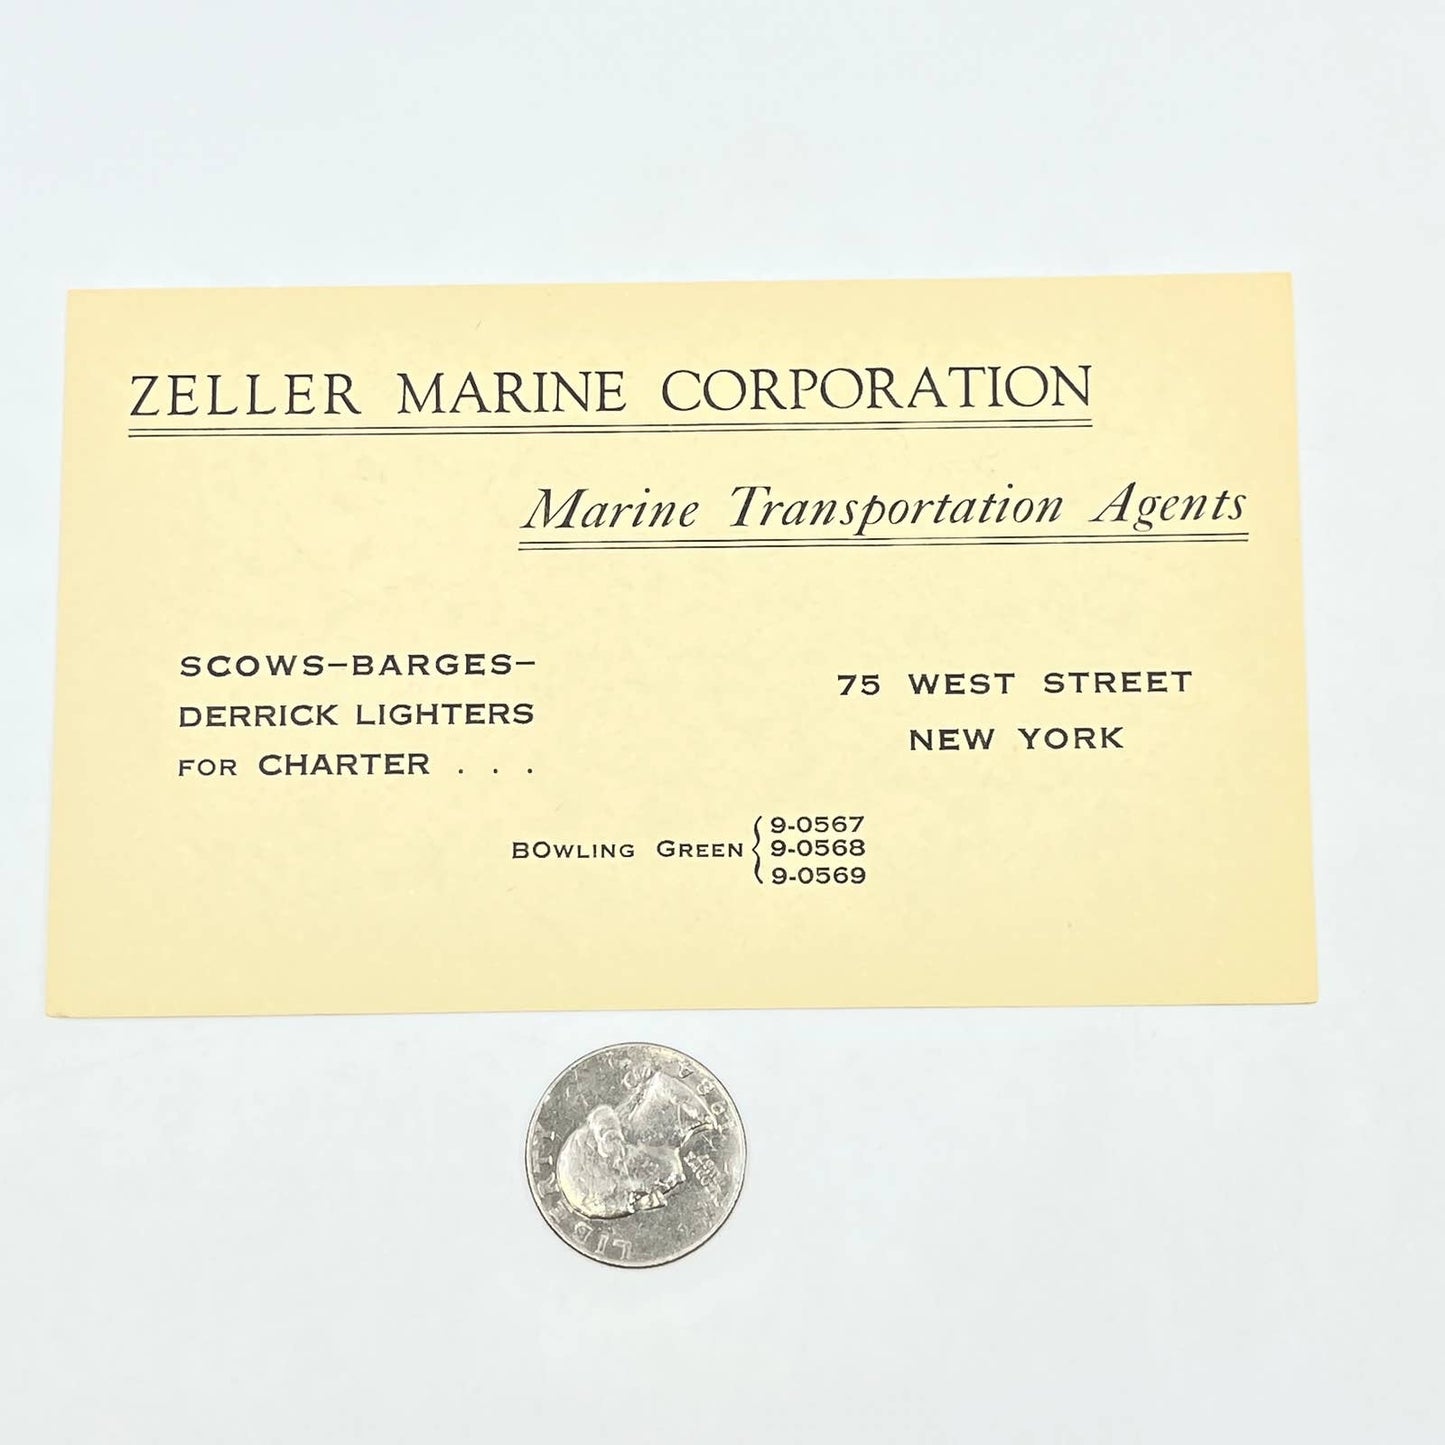 ZELLER MARINE CORPORATION
Marine Transportation Agents
SCOWS–BARGES–
DERRICK LIGHTERS
FOR CHARTER . . .
75 WEST STREET
NEW YORK
BOWLING GREEN { 9-0567
9-0568
9-0569
LIBERTY